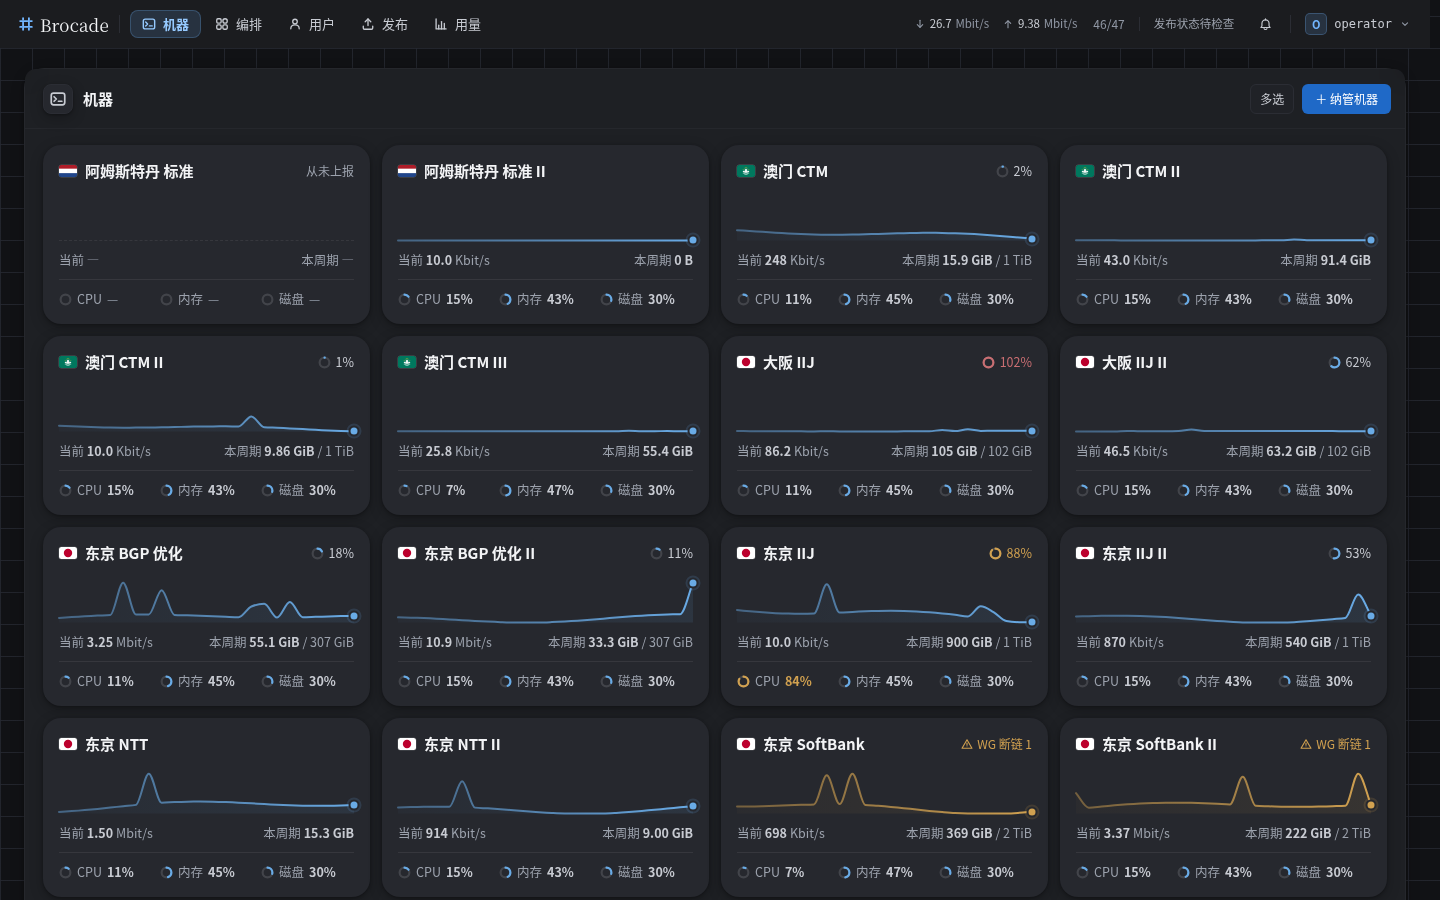 Brocade 机器 编排 用户 发布 用量 ↓ 26.7 Mbit/s ↑ 9.38 Mbit/s 46/47 发布状态待检查 O operator
机器 多选 + 纳管机器
阿姆斯特丹 标准 从未上报
当前 — 本周期 —
CPU — 内存 — 磁盘 —
阿姆斯特丹 标准 II
当前 10.0 Kbit/s 本周期 0 B
CPU 15% 内存 43% 磁盘 30%
澳门 CTM 2%
当前 248 Kbit/s 本周期 15.9 GiB / 1 TiB
CPU 11% 内存 45% 磁盘 30%
澳门 CTM II
当前 43.0 Kbit/s 本周期 91.4 GiB
CPU 15% 内存 43% 磁盘 30%
澳门 CTM II 1%
当前 10.0 Kbit/s 本周期 9.86 GiB / 1 TiB
CPU 15% 内存 43% 磁盘 30%
澳门 CTM III
当前 25.8 Kbit/s 本周期 55.4 GiB
CPU 7% 内存 47% 磁盘 30%
大阪 IIJ 102%
当前 86.2 Kbit/s 本周期 105 GiB / 102 GiB
CPU 11% 内存 45% 磁盘 30%
大阪 IIJ II 62%
当前 46.5 Kbit/s 本周期 63.2 GiB / 102 GiB
CPU 15% 内存 43% 磁盘 30%
东京 BGP 优化 18%
当前 3.25 Mbit/s 本周期 55.1 GiB / 307 GiB
CPU 11% 内存 45% 磁盘 30%
东京 BGP 优化 II 11%
当前 10.9 Mbit/s 本周期 33.3 GiB / 307 GiB
CPU 15% 内存 43% 磁盘 30%
东京 IIJ 88%
当前 10.0 Kbit/s 本周期 900 GiB / 1 TiB
CPU 84% 内存 45% 磁盘 30%
东京 IIJ II 53%
当前 870 Kbit/s 本周期 540 GiB / 1 TiB
CPU 15% 内存 43% 磁盘 30%
东京 NTT
当前 1.50 Mbit/s 本周期 15.3 GiB
CPU 11% 内存 45% 磁盘 30%
东京 NTT II
当前 914 Kbit/s 本周期 9.00 GiB
CPU 15% 内存 43% 磁盘 30%
东京 SoftBank WG 断链 1
当前 698 Kbit/s 本周期 369 GiB / 2 TiB
CPU 7% 内存 47% 磁盘 30%
东京 SoftBank II WG 断链 1
当前 3.37 Mbit/s 本周期 222 GiB / 2 TiB
CPU 15% 内存 43% 磁盘 30%